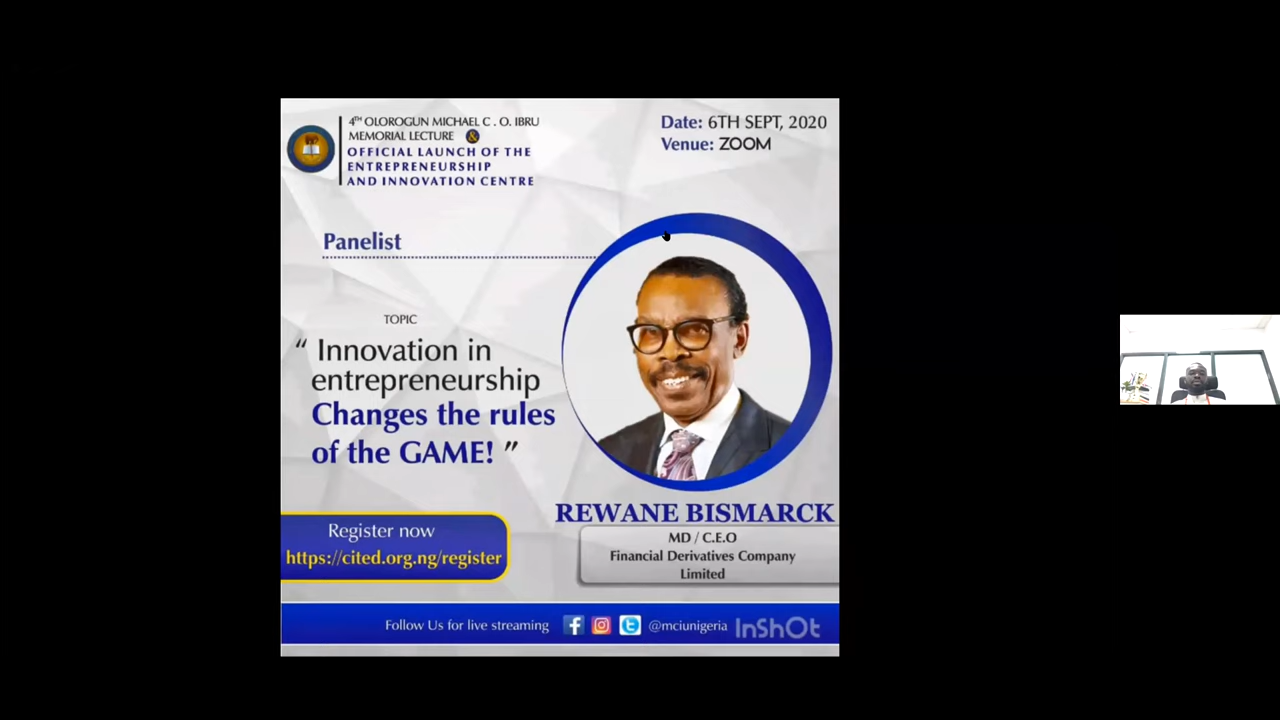 4TH OLOROGUN MICHAEL C . O. IBRU
MEMORIAL LECTURE &
OFFICIAL LAUNCH OF THE
ENTREPRENEURSHIP
AND INNOVATION CENTRE
Date: 6TH SEPT, 2020
Venue: ZOOM
Panelist
TOPIC
“ Innovation in
entrepreneurship
Changes the rules
of the GAME! ”
REWANE BISMARCK
MD / C.E.O
Financial Derivatives Company
Limited
Register now
https://cited.org.ng/register
Follow Us for live streaming @mciunigeria InShOt